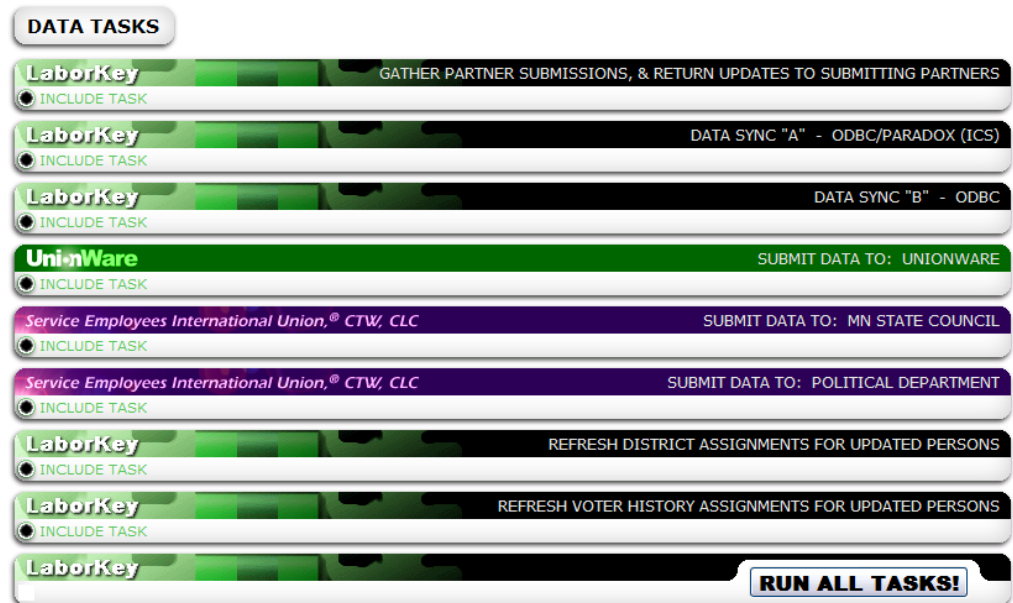 DATA TASKS
LaborKey GATHER PARTNER SUBMISSIONS, & RETURN UPDATES TO SUBMITTING PARTNERS
INCLUDE TASK
LaborKey DATA SYNC "A" - ODBC/PARADOX (ICS)
INCLUDE TASK
LaborKey DATA SYNC "B" - ODBC
INCLUDE TASK
UnionWare SUBMIT DATA TO: UNIONWARE
INCLUDE TASK
Service Employees International Union,® CTW, CLC SUBMIT DATA TO: MN STATE COUNCIL
INCLUDE TASK
Service Employees International Union,® CTW, CLC SUBMIT DATA TO: POLITICAL DEPARTMENT
INCLUDE TASK
LaborKey REFRESH DISTRICT ASSIGNMENTS FOR UPDATED PERSONS
INCLUDE TASK
LaborKey REFRESH VOTER HISTORY ASSIGNMENTS FOR UPDATED PERSONS
INCLUDE TASK
LaborKey RUN ALL TASKS!